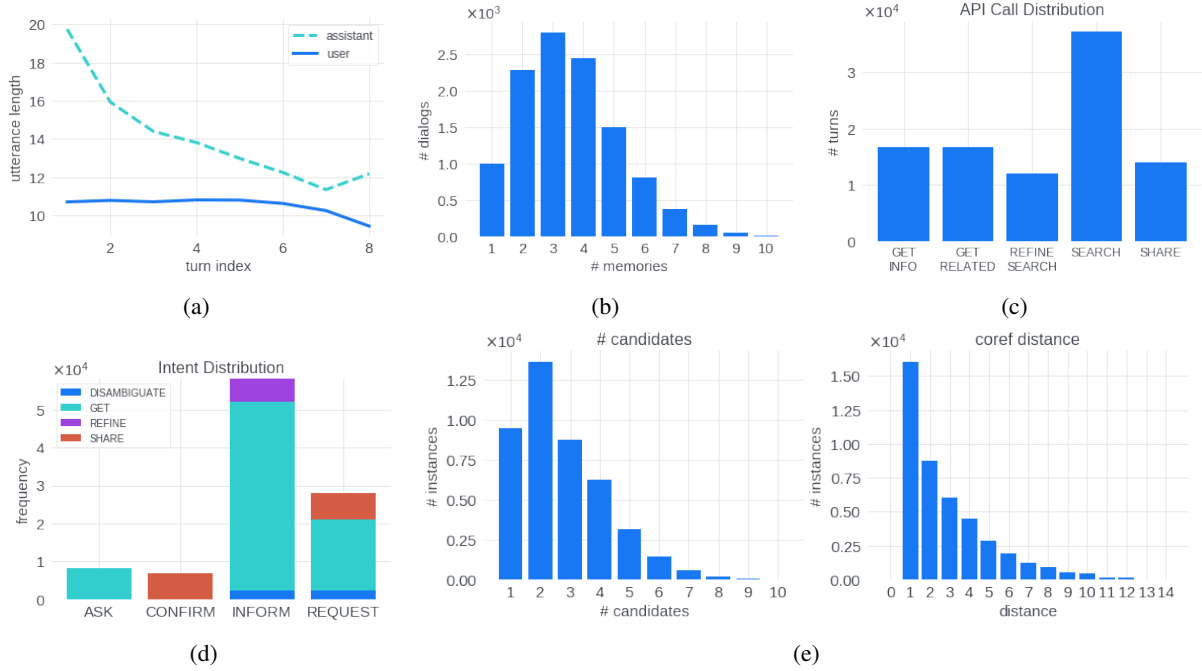 20
18
16
14
12
10
utterance length
assistant
user
2
4
6
8
turn index
(a)
×10³
2.5
2.0
1.5
1.0
0.5
0.0
# dialogs
1 2 3 4 5 6 7 8 9 10
# memories
(b)
API Call Distribution
×10⁴
3
2
1
0
# turns
GET INFO
GET RELATED
REFINE SEARCH
SEARCH
SHARE
(c)
Intent Distribution
×10⁴
5
4
3
2
1
0
frequency
DISAMBIGUATE
GET
REFINE
SHARE
ASK CONFIRM INFORM REQUEST
(d)
# candidates
×10⁴
1.25
1.00
0.75
0.50
0.25
0.00
# instances
1 2 3 4 5 6 7 8 9 10
# candidates
coref distance
×10⁴
1.50
1.25
1.00
0.75
0.50
0.25
0.00
# instances
0 1 2 3 4 5 6 7 8 9 10 11 12 13 14
distance
(e)